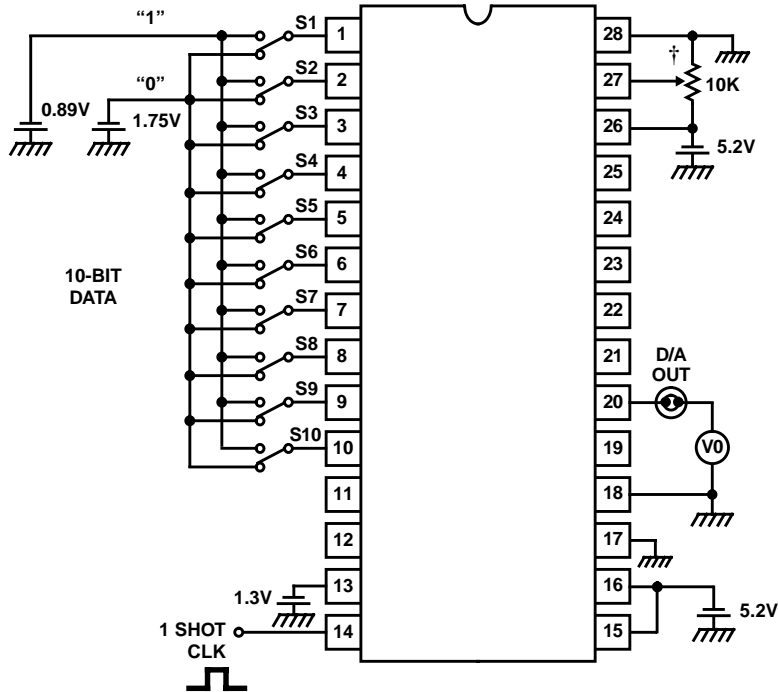 “1”
“0”
0.89V
1.75V
S1
S2
S3
S4
S5
S6
S7
S8
S9
S10
10-BIT
DATA
1
2
3
4
5
6
7
8
9
10
11
12
13
14
1.3V
1 SHOT
CLK
28
27
26
25
24
23
22
21
20
19
18
17
16
15
†
10K
5.2V
D/A
OUT
V0
5.2V